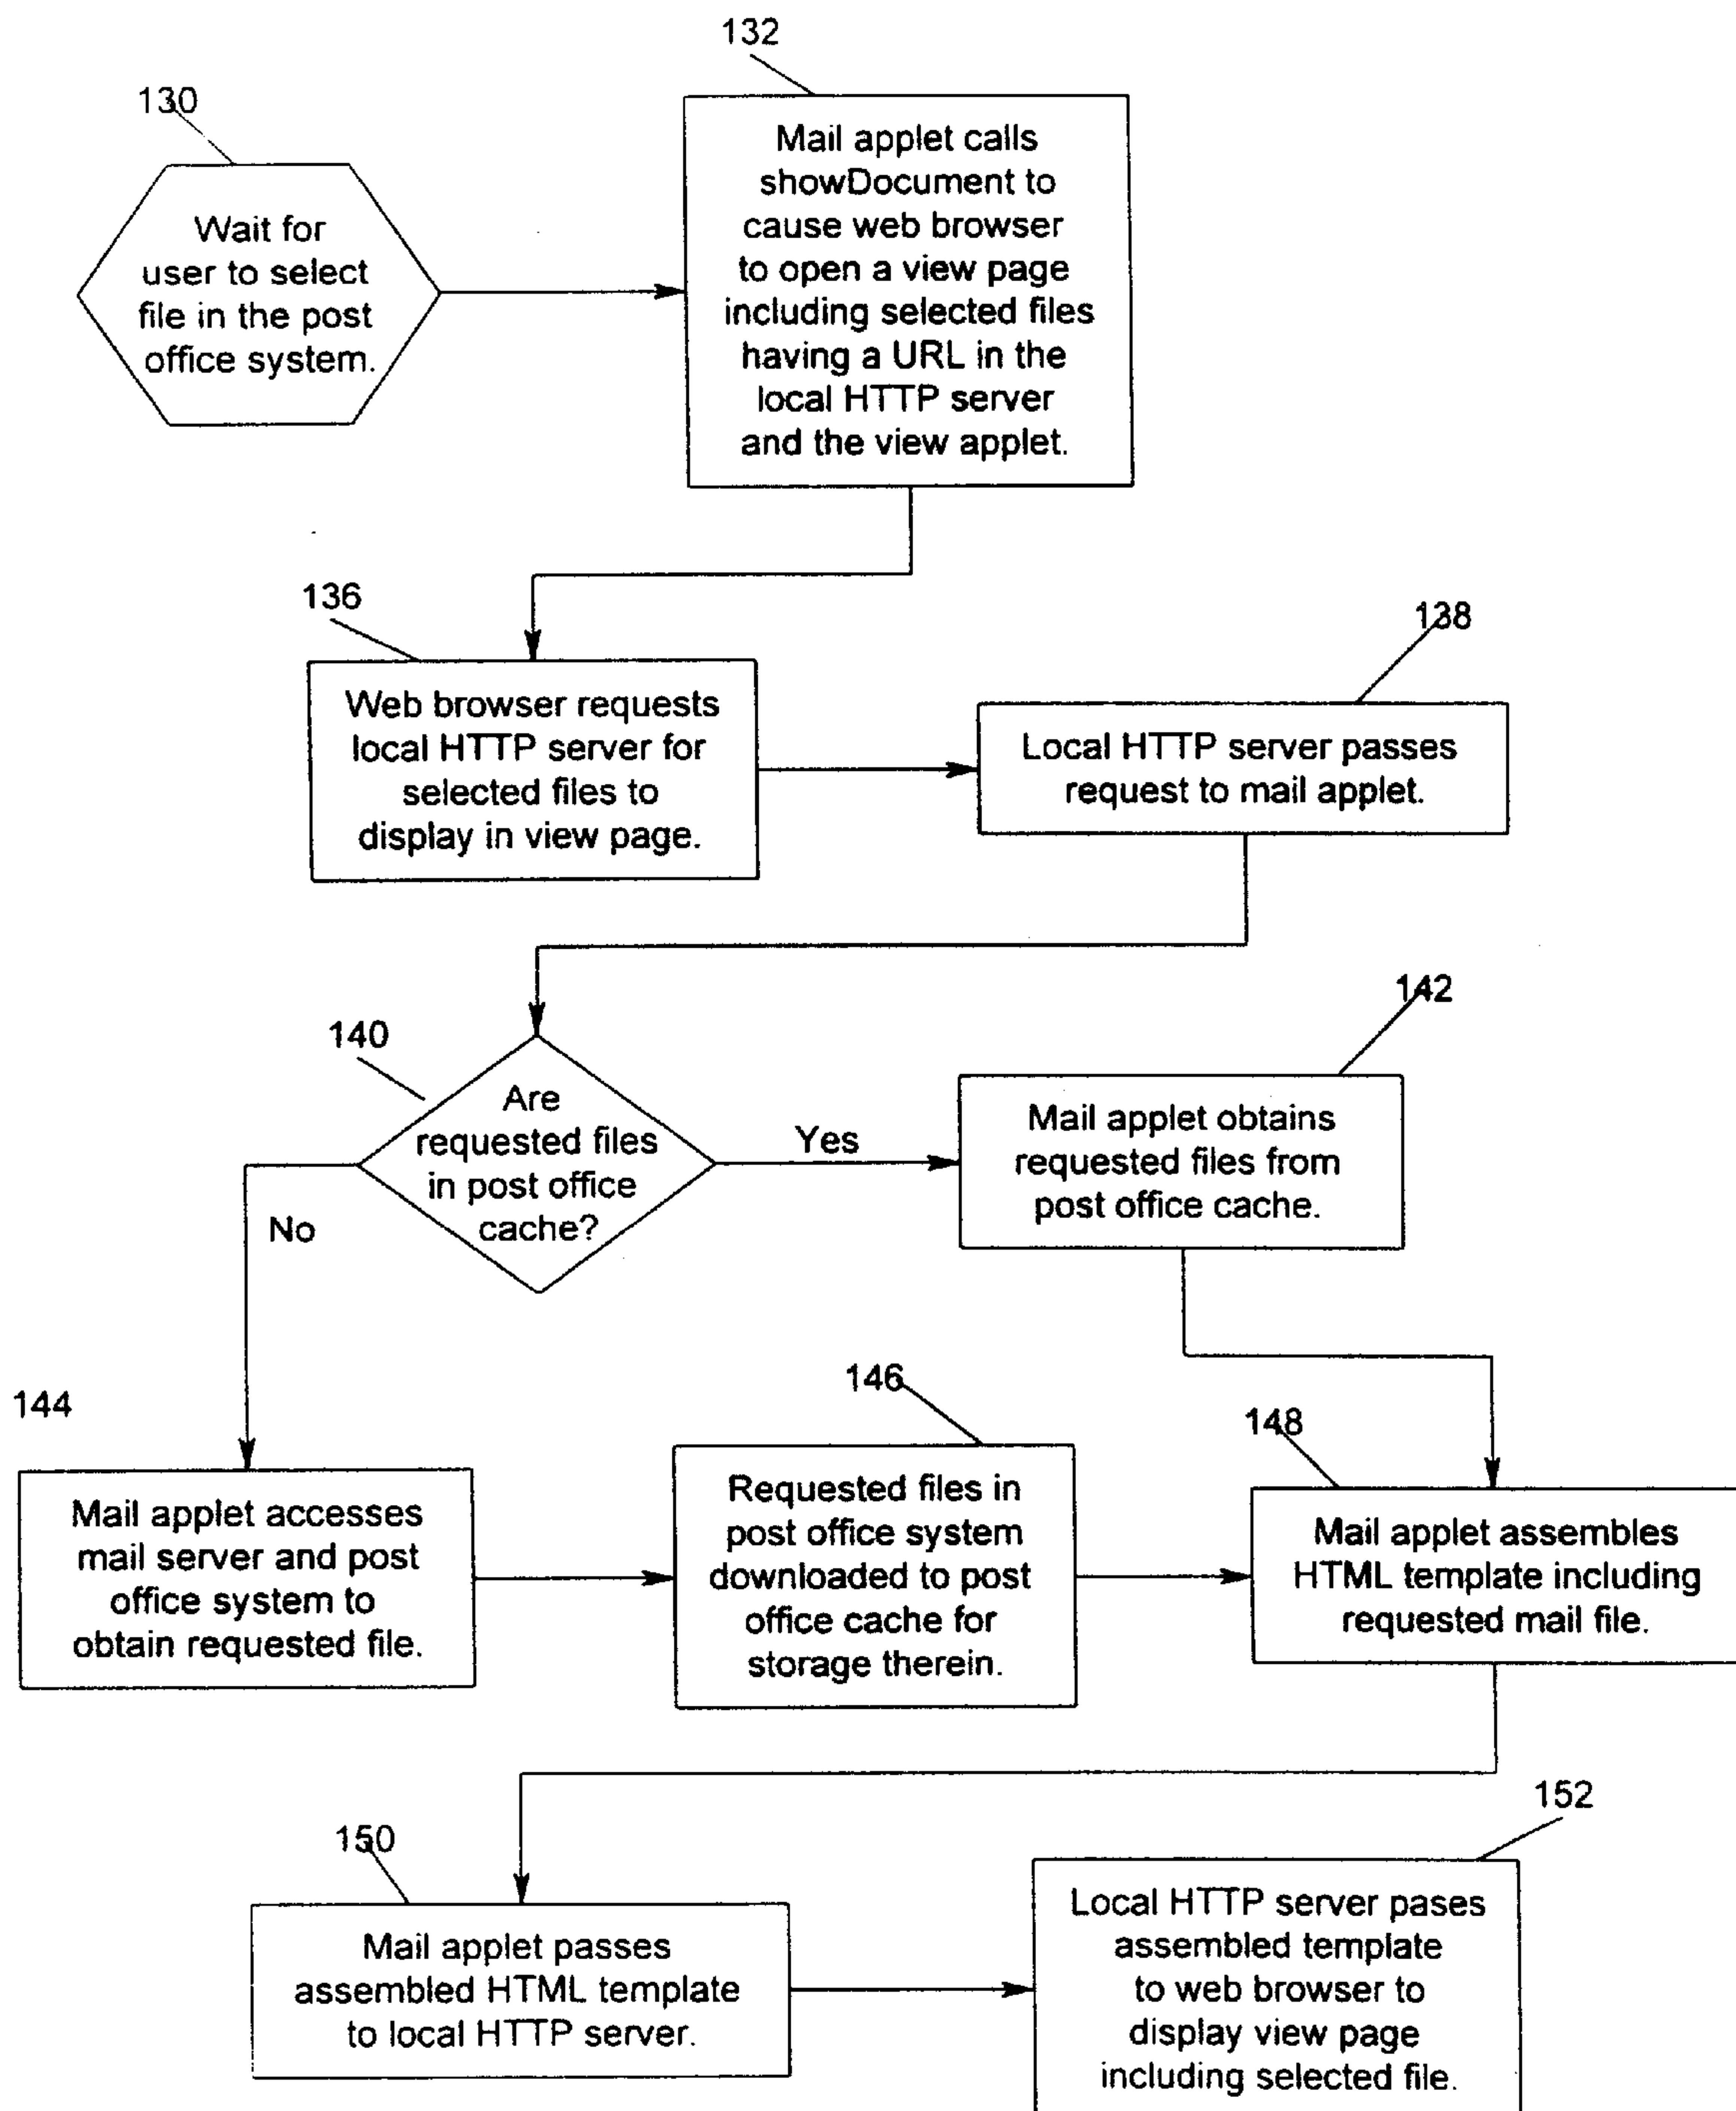 132
130
Mail applet calls
showDocument to
cause web browser
to open a view page
including selected files
having a URL in the
local HTTP server
and the view applet.
Wait for
user to select
file in the post
office system.
136
138
Web browser requests
local HTTP server for
selected files to
display in view page.
Local HTTP server passes
request to mail applet.
140
142
Are
requested files
in post office
cache?
Yes
No
Mail applet obtains
requested files from
post office cache.
144
146
148
Mail applet accesses
mail server and post
office system to
obtain requested file.
Requested files in
post office system
downloaded to post
office cache for
storage therein.
Mail applet assembles
HTML template including
requested mail file.
150
152
Mail applet passes
assembled HTML template
to local HTTP server.
Local HTTP server pases
assembled template
to web browser to
display view page
including selected file.